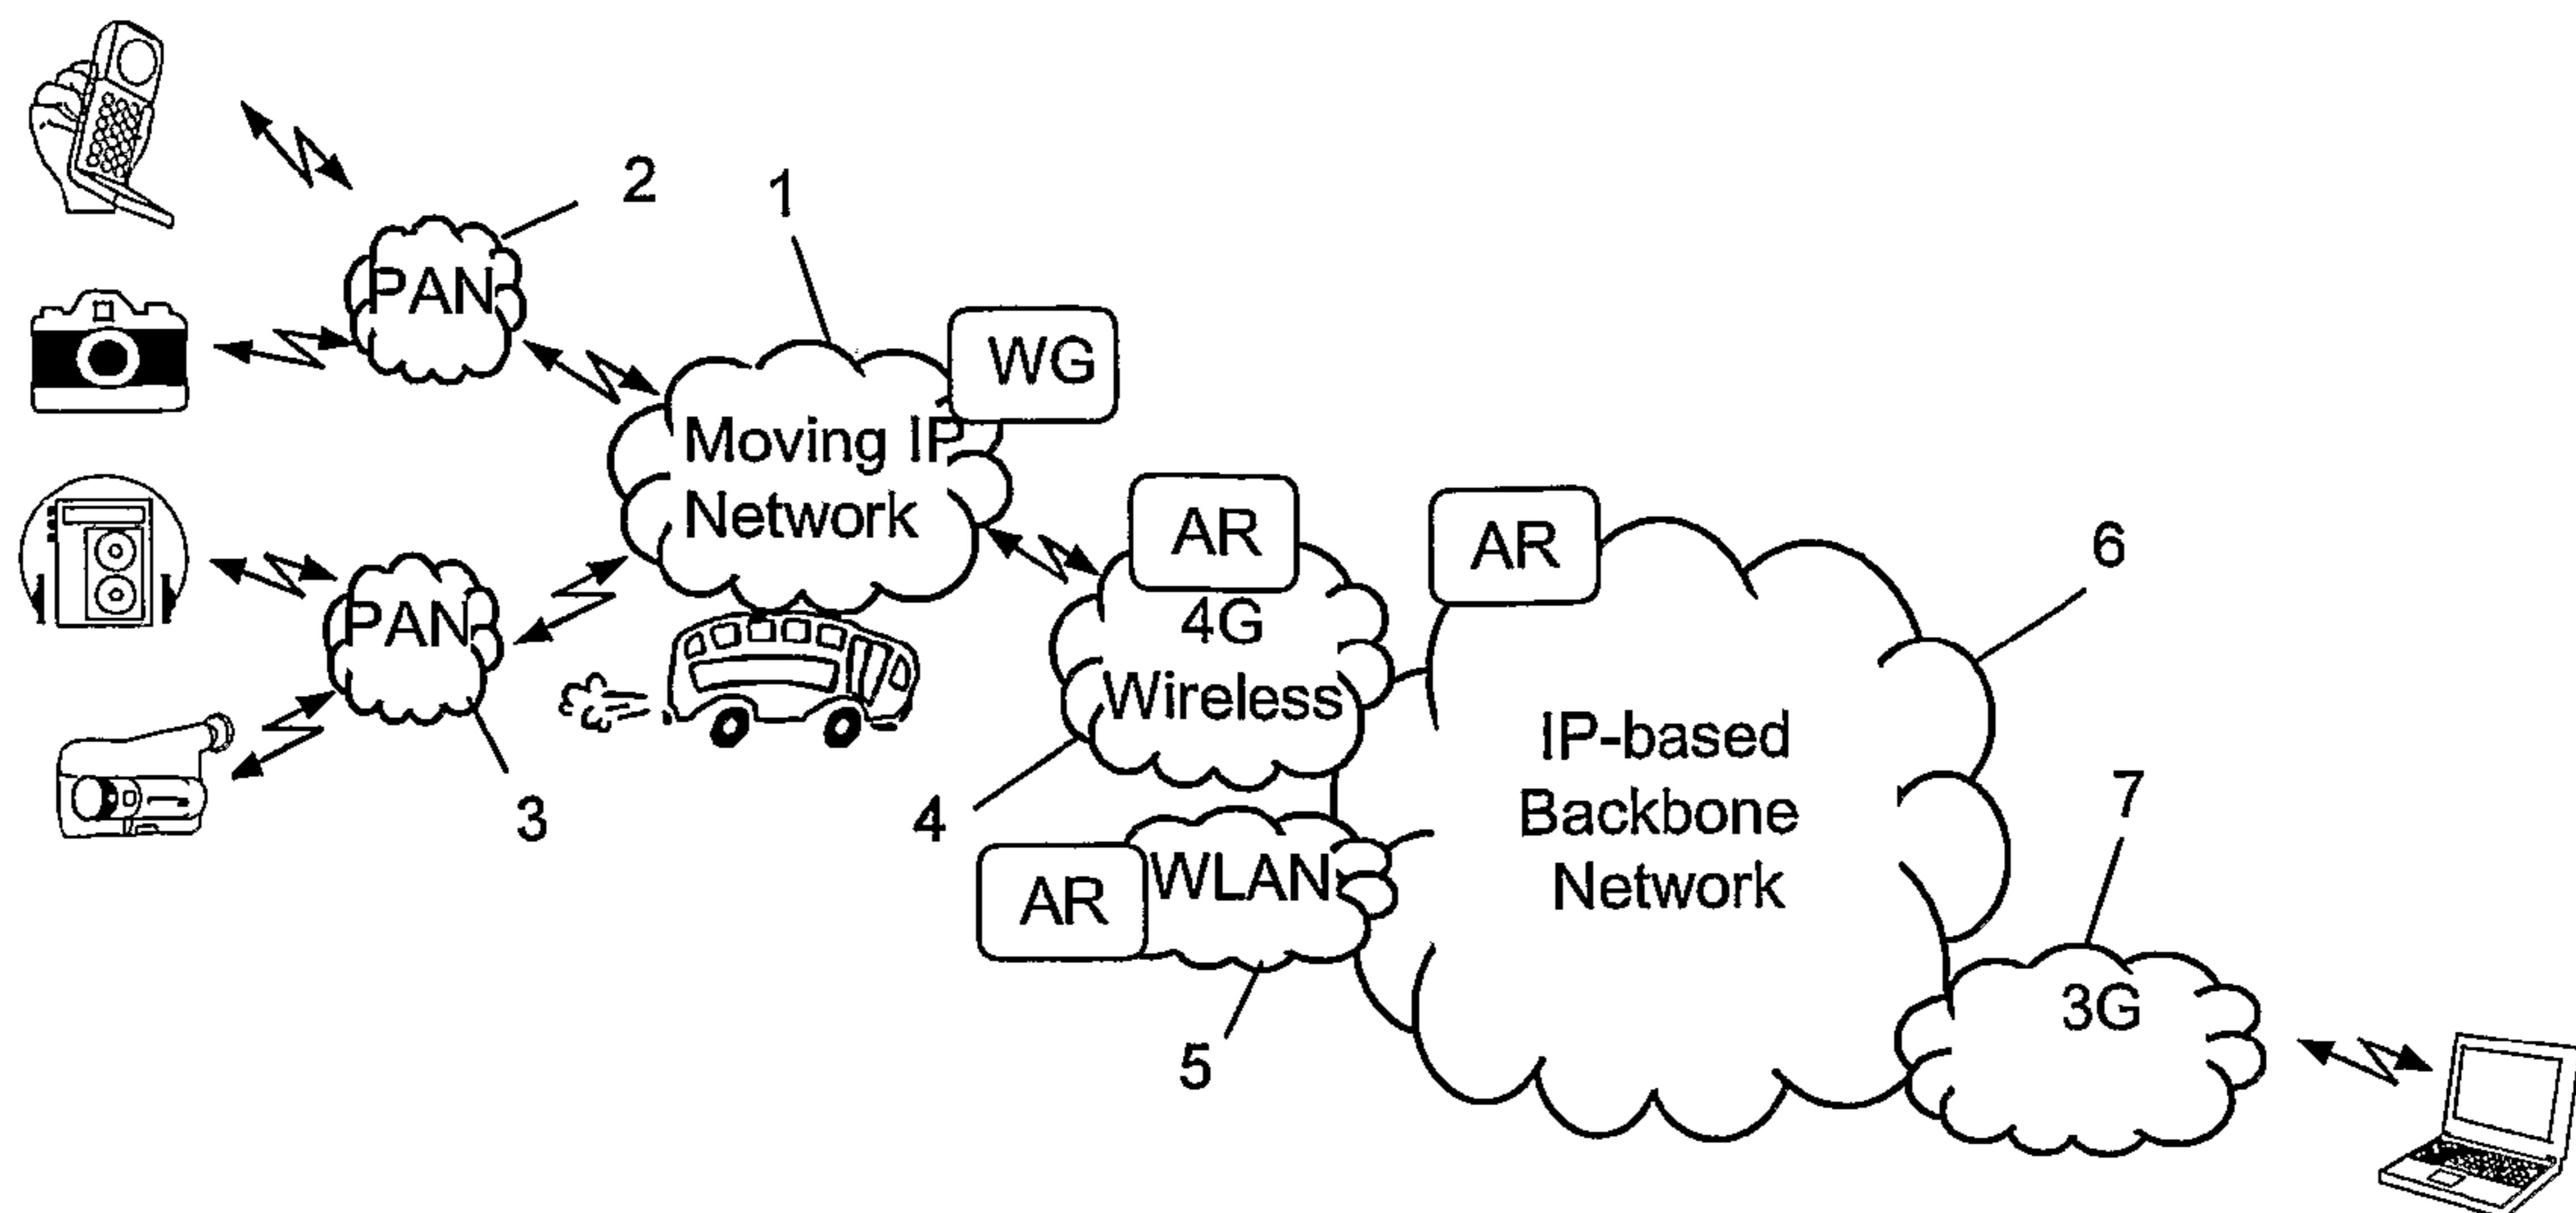 2
1
PAN
WG
Moving IP
Network
AR
AR
6
4G
PAN
Wireless
IP-based
Backbone
Network
3
4
7
WLAN
AR
5
3G